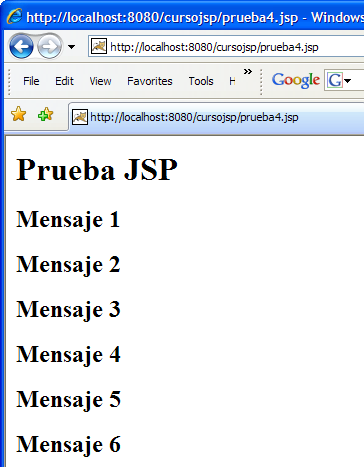 http://localhost:8080/cursojsp/prueba4.jsp - Windows
http://localhost:8080/cursojsp/prueba4.jsp
File View Favorites Tools H » Google G
http://localhost:8080/cursojsp/prueba4.jsp
Prueba JSP
Mensaje 1
Mensaje 2
Mensaje 3
Mensaje 4
Mensaje 5
Mensaje 6